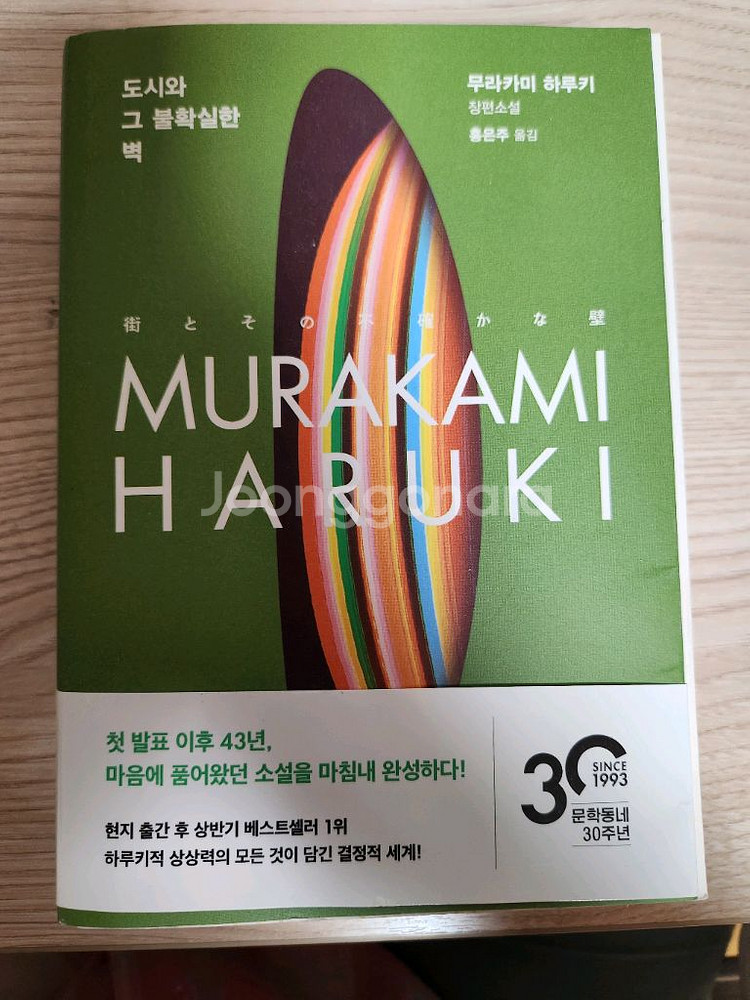 도시와
그 불확실한
벽
무라카미 하루키
장편소설
홍은주 옮김
街とその不確かな壁
MURAKAMI
HARUKI
Joonggonara
첫 발표 이후 43년,
마음에 품어왔던 소설을 마침내 완성하다!
현지 출간 후 상반기 베스트셀러 1위
하루키적 상상력의 모든 것이 담긴 결정적 세계!
30
SINCE
1993
문학동네
30주년